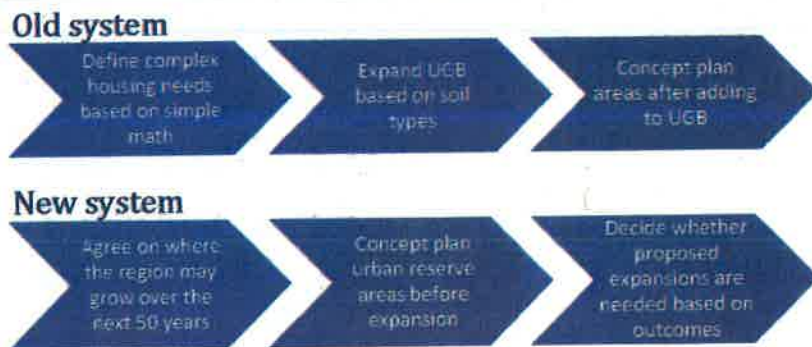 Old system
Define complex
housing needs
based on simple
math
Expand UGB
based on soil
types
Concept plan
areas after adding
to UGB
New system
Agree on where
the region may
grow over the
next 50 years
Concept plan
urban reserve
areas before
expansion
Decide whether
proposed
expansions are
needed based on
outcomes